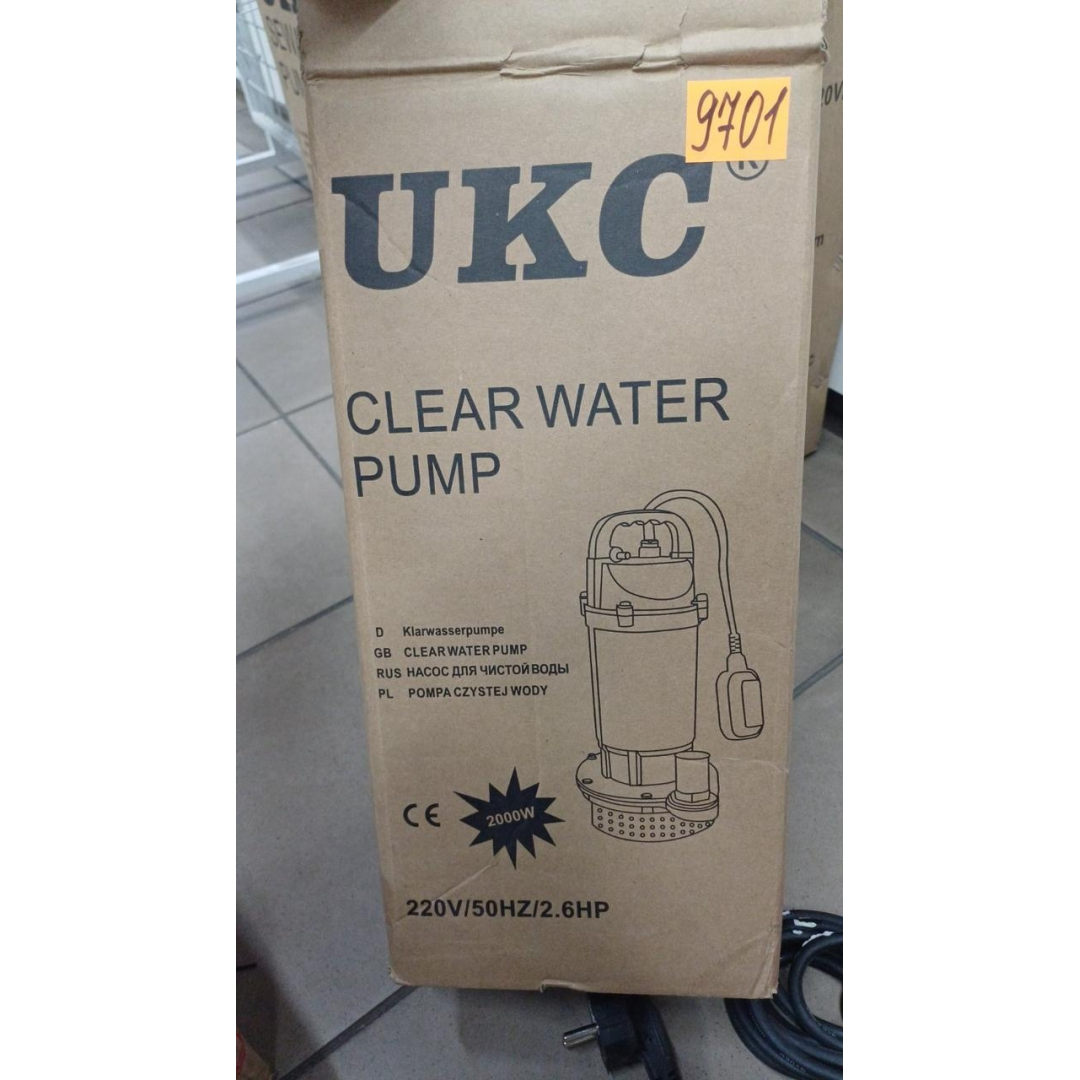 9701
UKC
CLEAR WATER
PUMP
D Klarwasserpumpe
GB CLEAR WATER PUMP
RUS НАСОС ДЛЯ ЧИСТОЙ ВОДЫ
PL POMPA CZYSTEJ WODY
CE 2000W
220V/50HZ/2.6HP